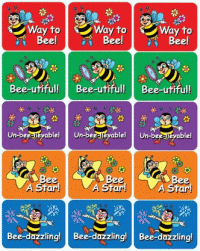 Way to Way to Way to
Bee! Bee! Bee!
Bee-utiful! Bee-utiful! Bee-utiful!
Un-bee-lievable! Un-bee-lievable! Un-bee-lievable!
Bee Bee Bee
A Star! A Star! A Star!
Bee-dazzling! Bee-dazzling! Bee-dazzling!